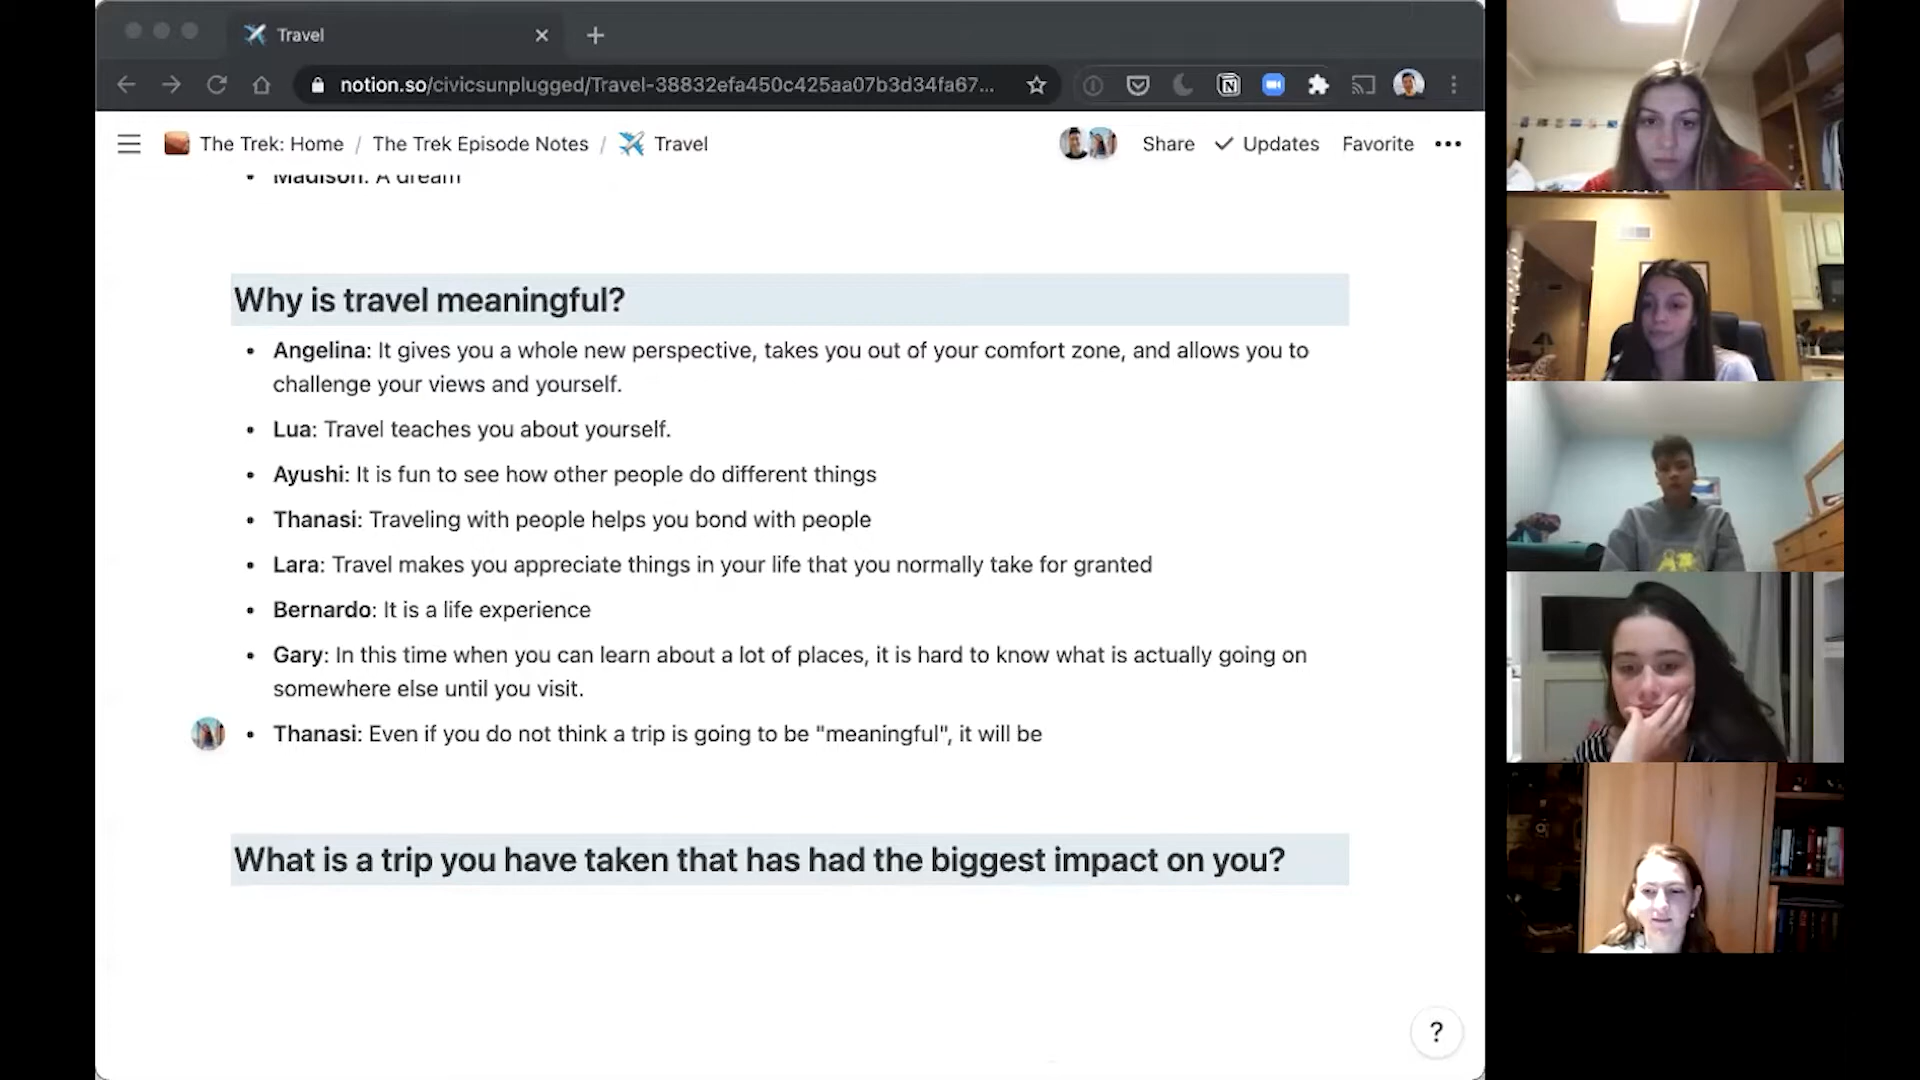 Travel
notion.so/civicsunplugged/Travel-38832efa450c425aa07b3d34fa67...
The Trek: Home / The Trek Episode Notes / Travel
Share Updates Favorite
Madison: A dream
Why is travel meaningful?
• Angelina: It gives you a whole new perspective, takes you out of your comfort zone, and allows you to
challenge your views and yourself.
• Lua: Travel teaches you about yourself.
• Ayushi: It is fun to see how other people do different things
• Thanasi: Traveling with people helps you bond with people
• Lara: Travel makes you appreciate things in your life that you normally take for granted
• Bernardo: It is a life experience
• Gary: In this time when you can learn about a lot of places, it is hard to know what is actually going on
somewhere else until you visit.
• Thanasi: Even if you do not think a trip is going to be "meaningful", it will be
What is a trip you have taken that has had the biggest impact on you?
?